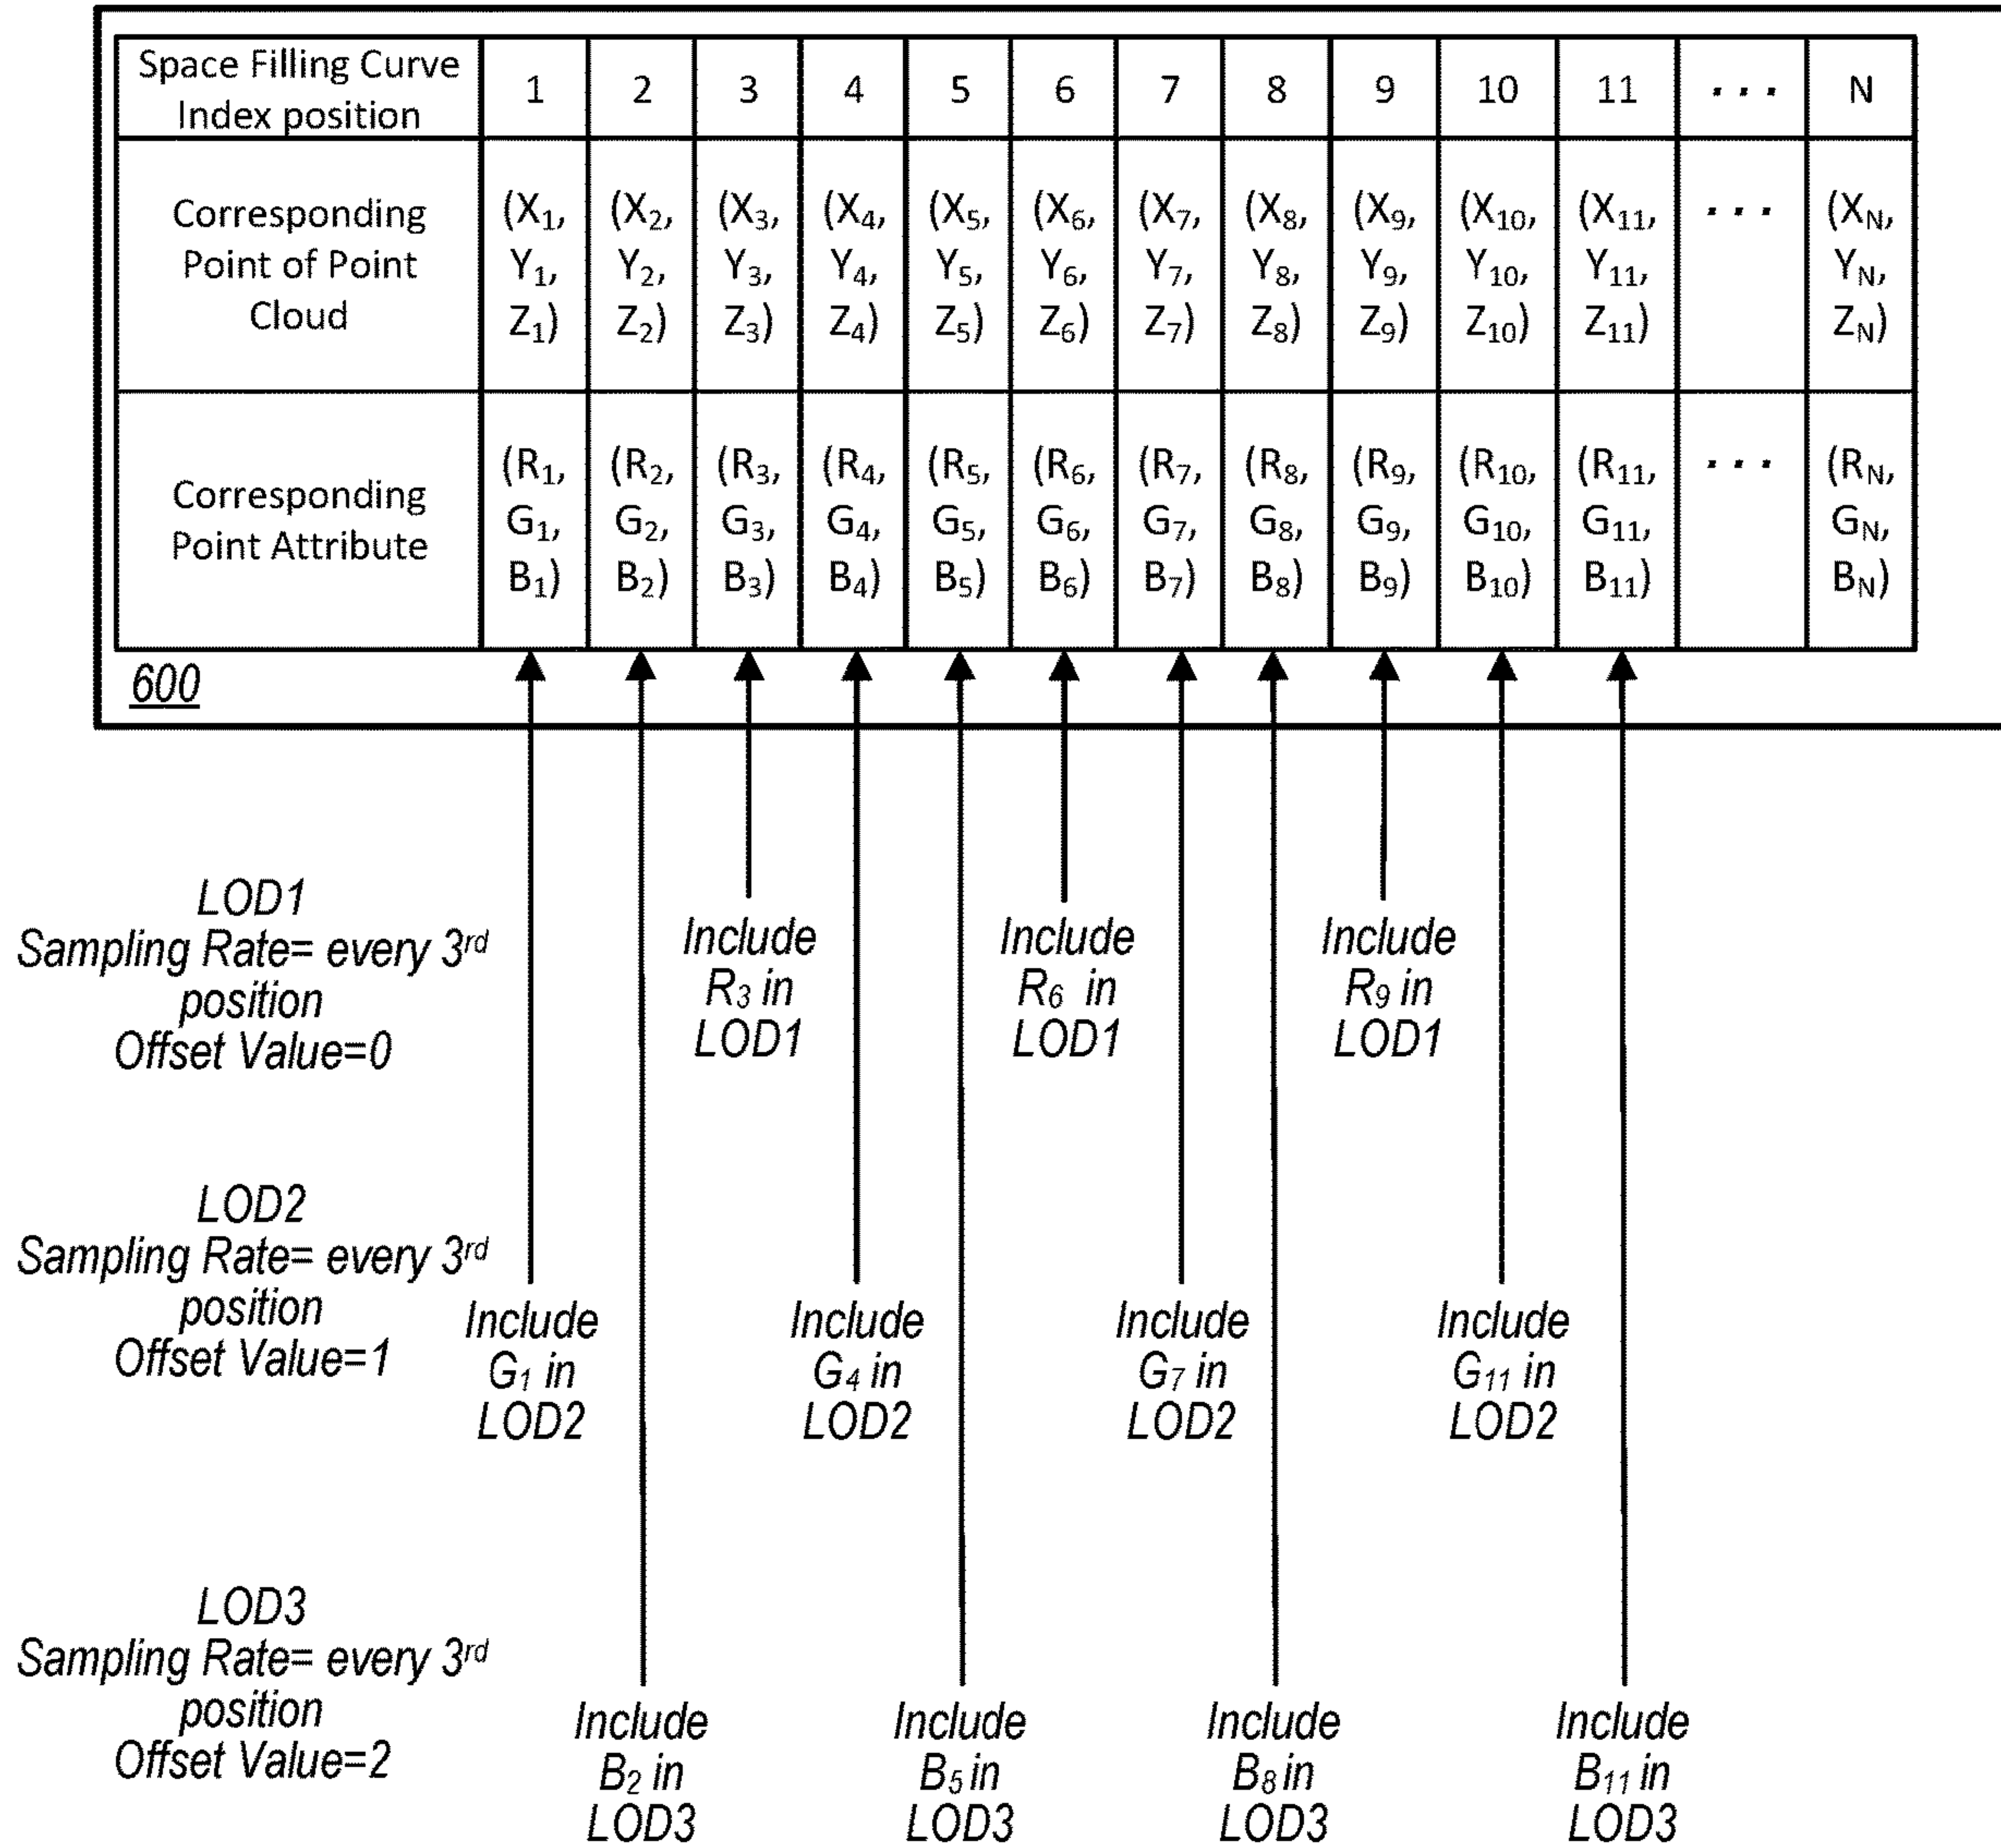 Space Filling Curve
Index position
1 2 3 4 5 6 7 8 9 10 11 ... N
Corresponding
Point of Point
Cloud
(X1, (X2, (X3, (X4, (X5, (X6, (X7, (X8, (X9, (X10, (X11, ... (XN,
Y1, Y2, Y3, Y4, Y5, Y6, Y7, Y8, Y9, Y10, Y11, YN,
Z1) Z2) Z3) Z4) Z5) Z6) Z7) Z8) Z9) Z10) Z11) ZN)
Corresponding
Point Attribute
(R1, (R2, (R3, (R4, (R5, (R6, (R7, (R8, (R9, (R10, (R11, ... (RN,
G1, G2, G3, G4, G5, G6, G7, G8, G9, G10, G11, GN,
B1) B2) B3) B4) B5) B6) B7) B8) B9) B10) B11) BN)
600
LOD1
Sampling Rate= every 3rd
position
Offset Value=0
Include
R3 in
LOD1
Include
R6 in
LOD1
Include
R9 in
LOD1
LOD2
Sampling Rate= every 3rd
position
Offset Value=1
Include
G1 in
LOD2
Include
G4 in
LOD2
Include
G7 in
LOD2
Include
G11 in
LOD2
LOD3
Sampling Rate= every 3rd
position
Offset Value=2
Include
B2 in
LOD3
Include
B5 in
LOD3
Include
B8 in
LOD3
Include
B11 in
LOD3